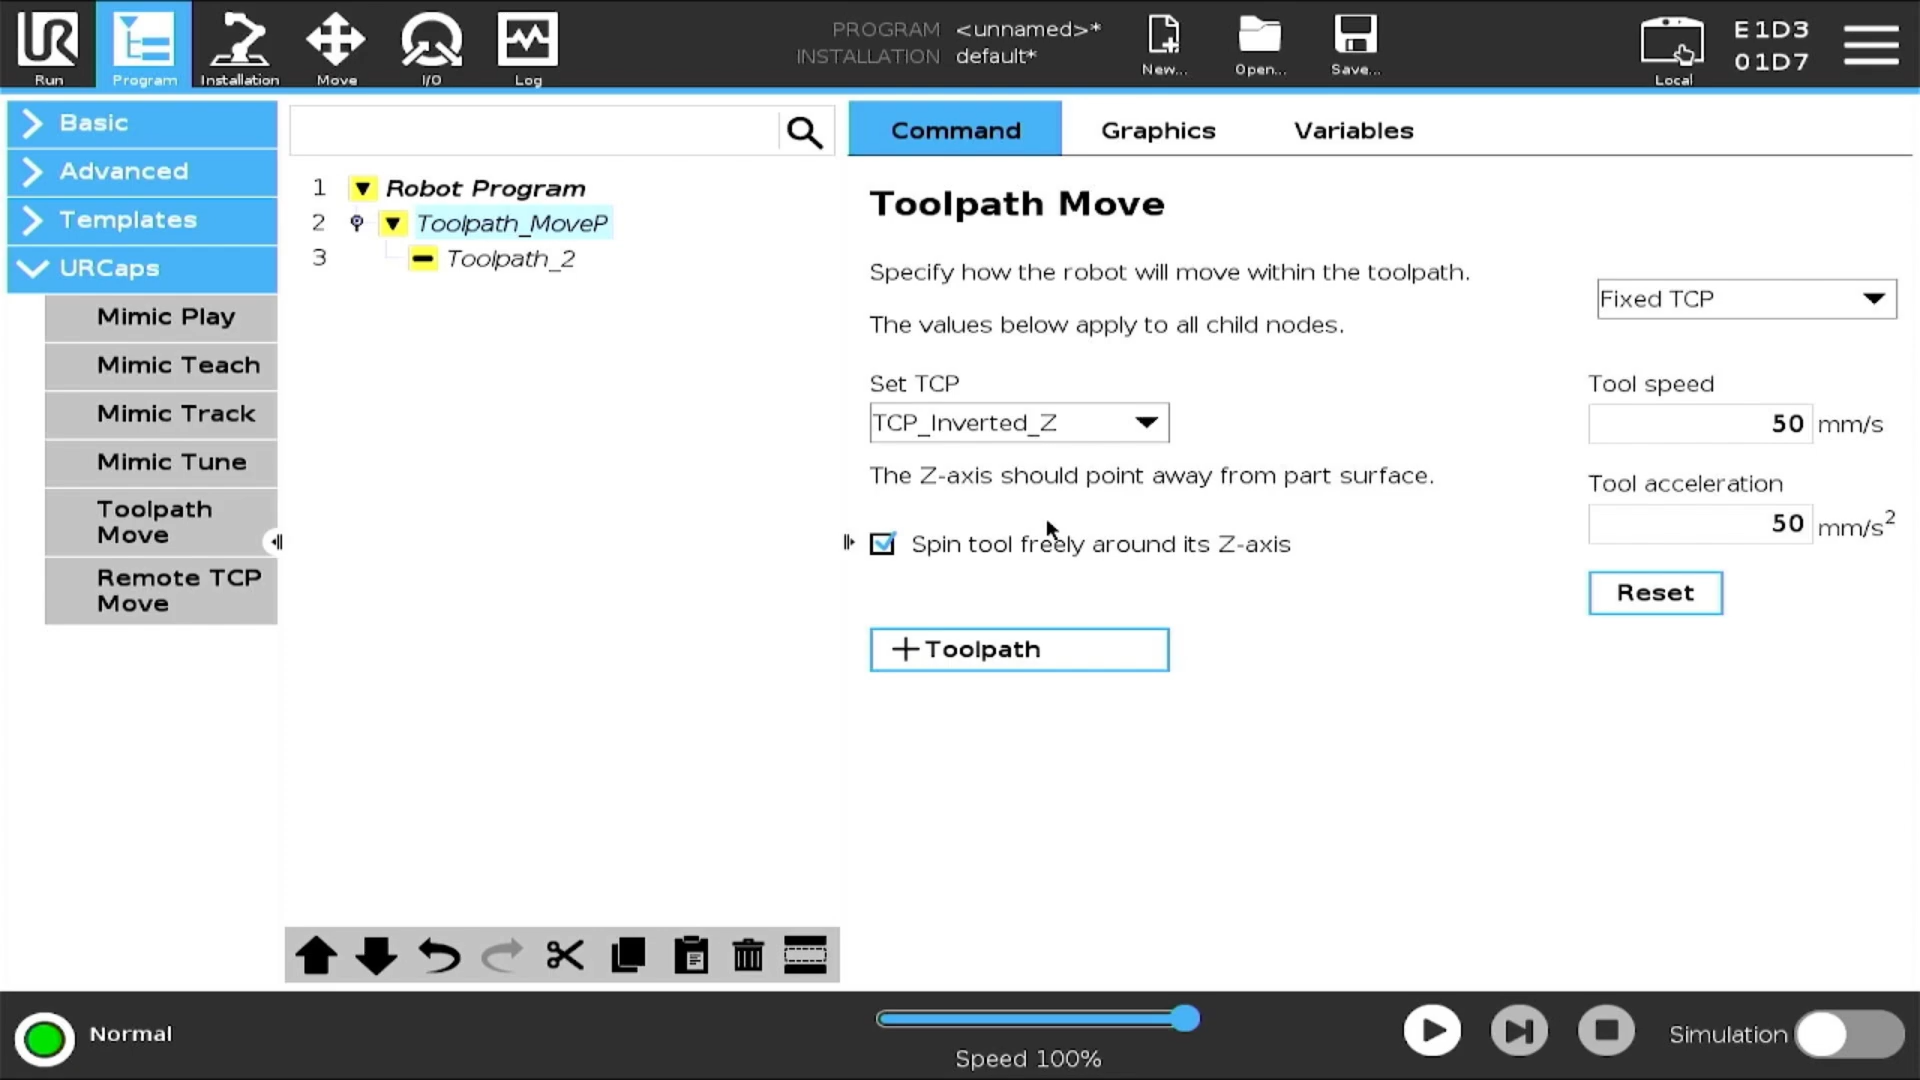 UR
Run
Program
Installation
Move
I/O
Log
PROGRAM <unnamed>*
INSTALLATION default*
New...
Open...
Save...
Local
E1D3
01D7
Basic
Advanced
Templates
URCaps
Mimic Play
Mimic Teach
Mimic Track
Mimic Tune
Toolpath
Move
Remote TCP
Move
1 Robot Program
2 Toolpath_MoveP
3 Toolpath_2
Command Graphics Variables
Toolpath Move
Specify how the robot will move within the toolpath.
The values below apply to all child nodes.
Fixed TCP
Set TCP
TCP_Inverted_Z
The Z-axis should point away from part surface.
Spin tool freely around its Z-axis
+Toolpath
Tool speed
50 mm/s
Tool acceleration
50 mm/s²
Reset
Normal
Speed 100%
Simulation